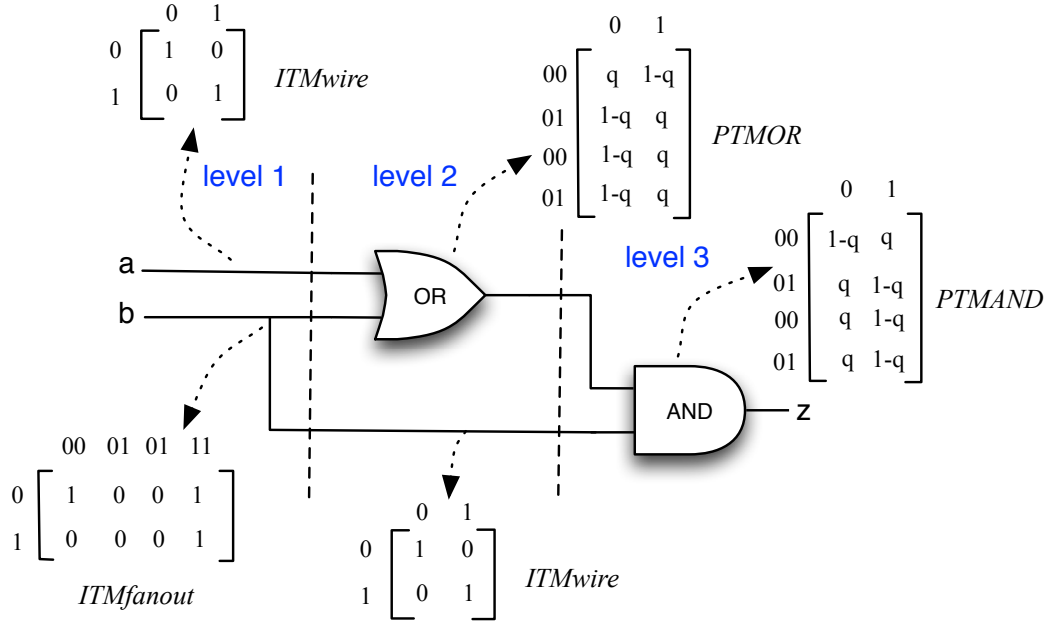 0 1
0 1 0
1 0 1
ITMwire
0 1
00 q 1-q
01 1-q q
00 1-q q
01 1-q q
PTMOR
level 1
level 2
level 3
0 1
00 1-q q
01 q 1-q
00 q 1-q
01 q 1-q
PTMAND
a
b
OR
AND
z
00 01 01 11
0 1 0 0 1
1 0 0 0 1
ITMfanout
0 1
0 1 0
1 0 1
ITMwire